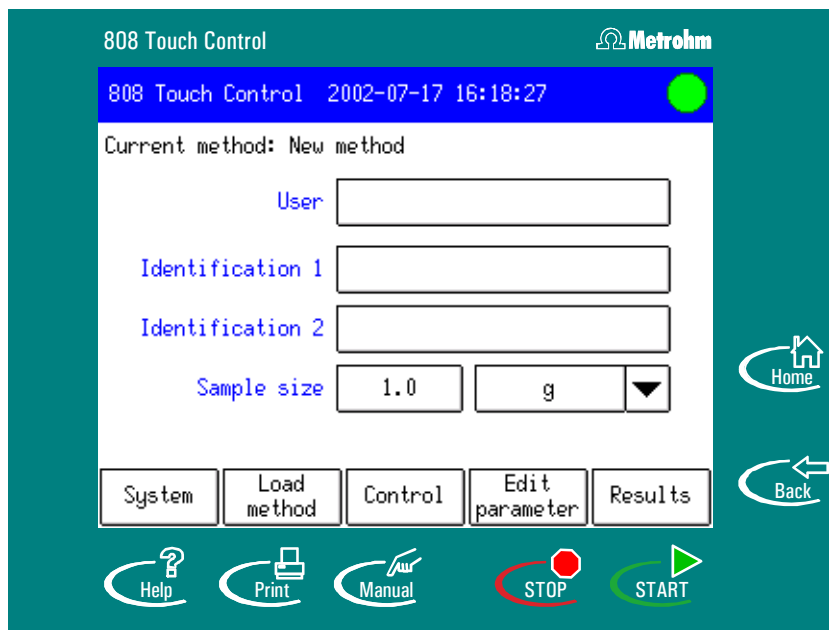 808 Touch Control
Metrohm
808 Touch Control 2002-07-17 16:18:27
Current method: New method
User
Identification 1
Identification 2
Sample size 1.0 g
System
Load
method
Control
Edit
parameter
Results
Home
Back
Help
Print
Manual
STOP
START